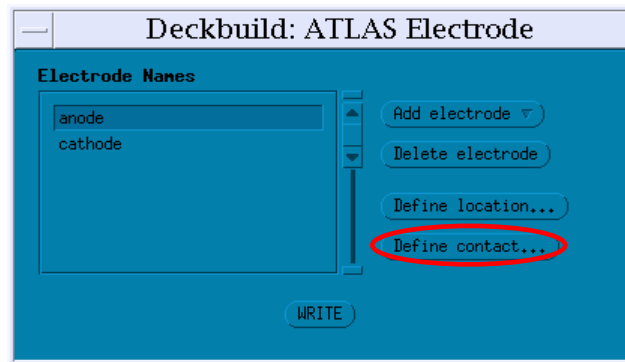 Deckbuild: ATLAS Electrode
Electrode Names
anode
cathode
Add electrode
Delete electrode
Define location...
Define contact...
WRITE